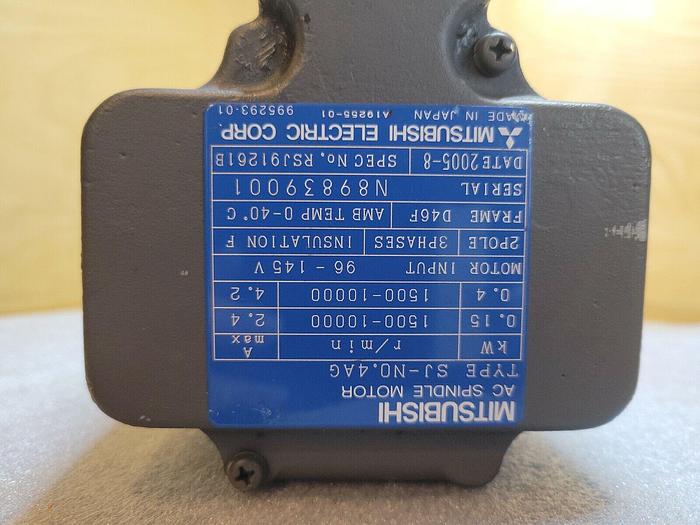 MITSUBISHI
AC SPINDLE MOTOR
TYPE SJ-N0.4AG
kW r/min A max
0.15 1500-10000 2.4
0.4 1500-10000 4.2
MOTOR INPUT 96-145 V
2POLE 3PHASES INSULATION F
FRAME D46F AMB TEMP 0-40°C
SERIAL N89839001
DATE 2005-8 SPEC No. RSJ91261B
MITSUBISHI ELECTRIC CORP.
MADE IN JAPAN A19255-01 995293-01